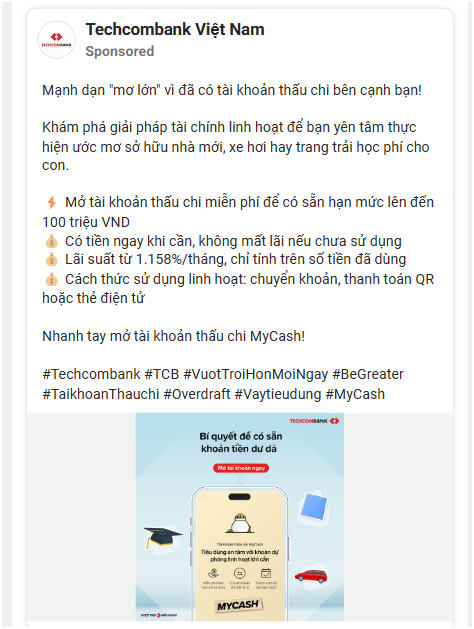 TECHCOMBANK
Techcombank Việt Nam
Sponsored
Mạnh dạn "mơ lớn" vì đã có tài khoản thấu chi bên cạnh bạn!
Khám phá giải pháp tài chính linh hoạt để bạn yên tâm thực
hiện ước mơ sở hữu nhà mới, xe hơi hay trang trải học phí cho
con.
⚡ Mở tài khoản thấu chi miễn phí để có sẵn hạn mức lên đến
100 triệu VND
💰 Có tiền ngay khi cần, không mất lãi nếu chưa sử dụng
💰 Lãi suất từ 1.158%/tháng, chỉ tính trên số tiền đã dùng
💰 Cách thức sử dụng linh hoạt: chuyển khoản, thanh toán QR
hoặc thẻ điện tử
Nhanh tay mở tài khoản thấu chi MyCash!
#Techcombank #TCB #VuotTroiHonMoiNgay #BeGreater
#TaikhoanThauchi #Overdraft #Vaytieudung #MyCash
TECHCOMBANK
Bí quyết để có sẵn
khoản tiền dư dả
Mở tài khoản ngay
Tài khoản thấu chi MyCash
Tiêu dùng an tâm với khoản dự
phòng linh hoạt khi cần
MYCASH
VƯỢT TRỘI HƠN MỖI NGÀY